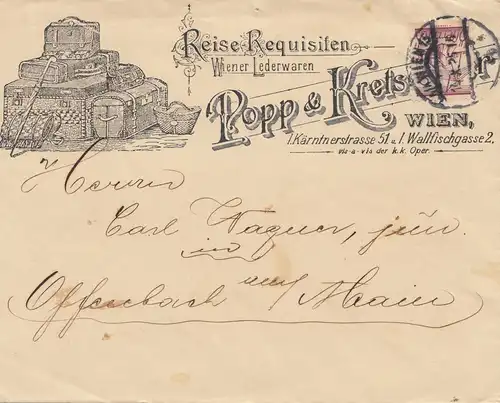 Reise-Requisiten
Wiener Lederwaren
Popp & Krets
WIEN,
I. Kärntnerstrasse 51 u. I. Wallfischgasse 2,
vis-a-vis der k.k. Oper.
Herrn
Carl Wagner, jun.
in
Offenbach am Main